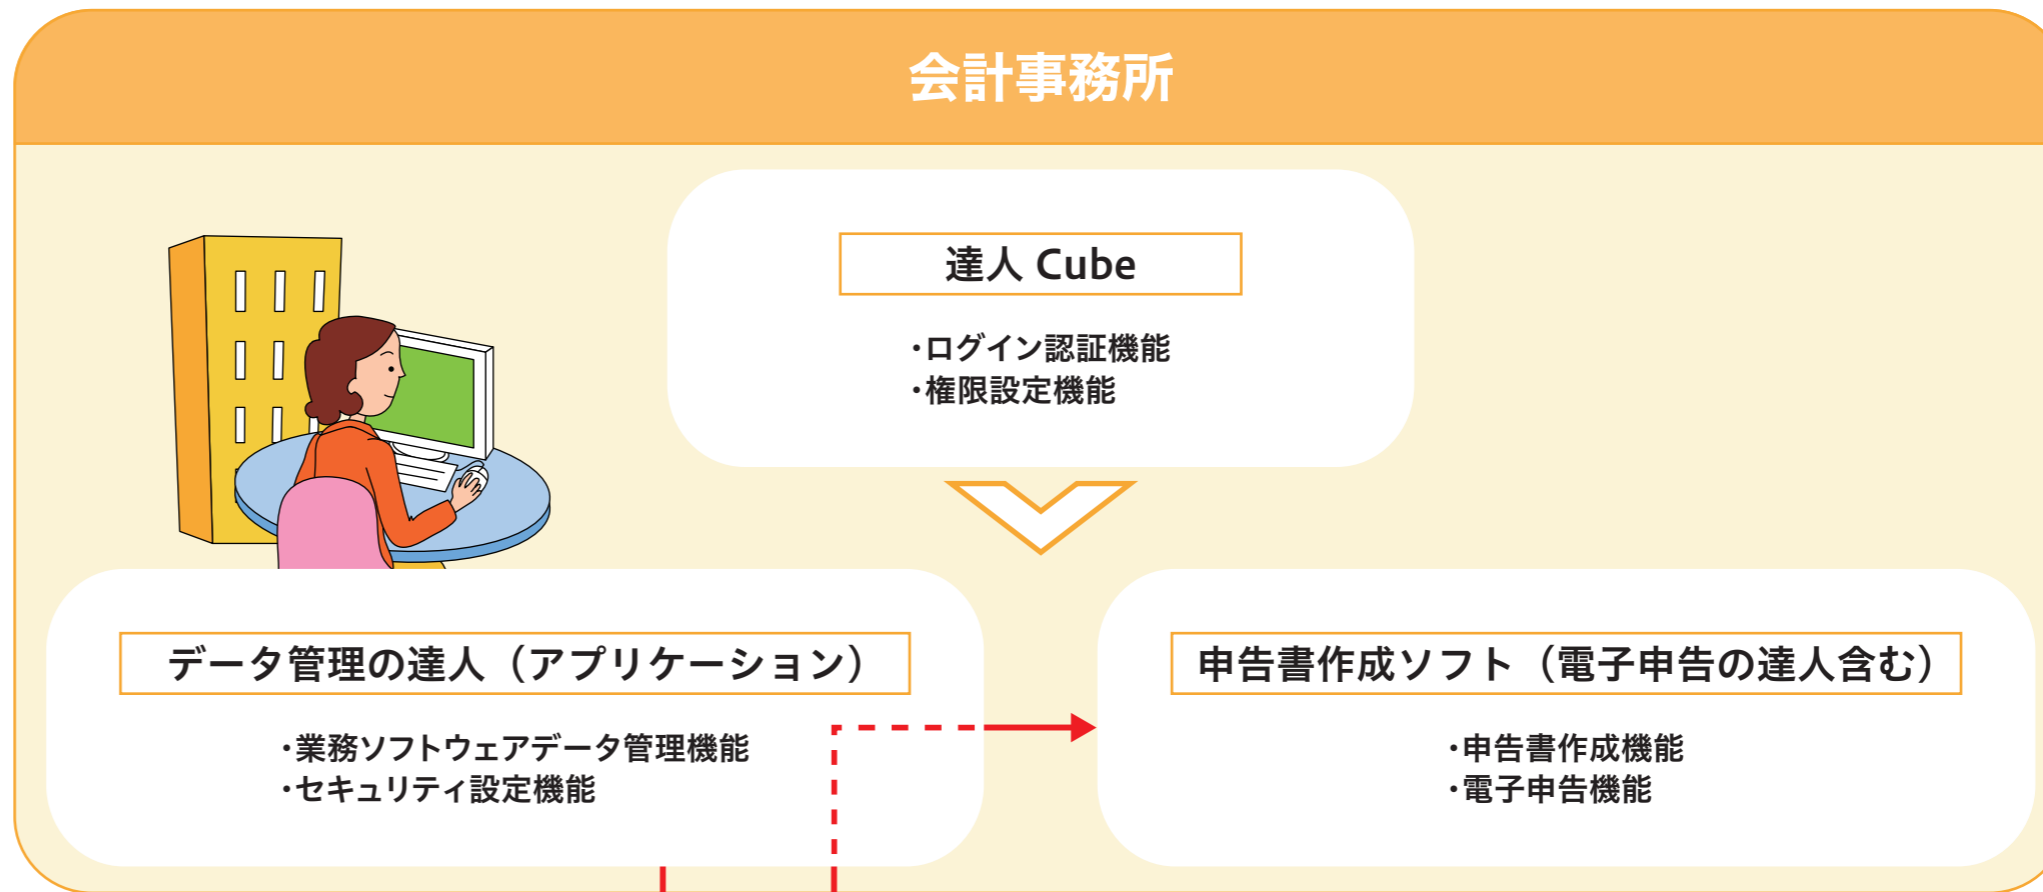 会計事務所
達人 Cube
・ログイン認証機能
・権限設定機能
データ管理の達人（アプリケーション）
・業務ソフトウェアデータ管理機能
・セキュリティ設定機能
申告書作成ソフト（電子申告の達人含む）
・申告書作成機能
・電子申告機能